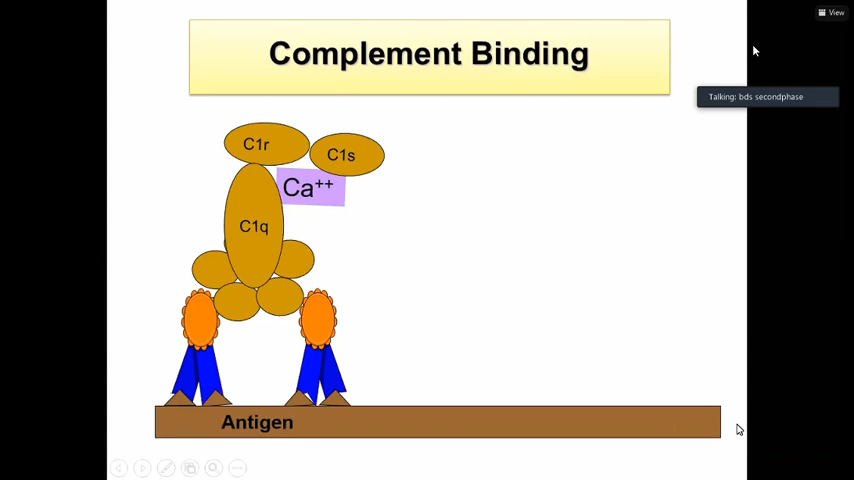 View
Complement Binding
Talking: bds secondphase
C1r
C1s
Ca++
C1q
Antigen